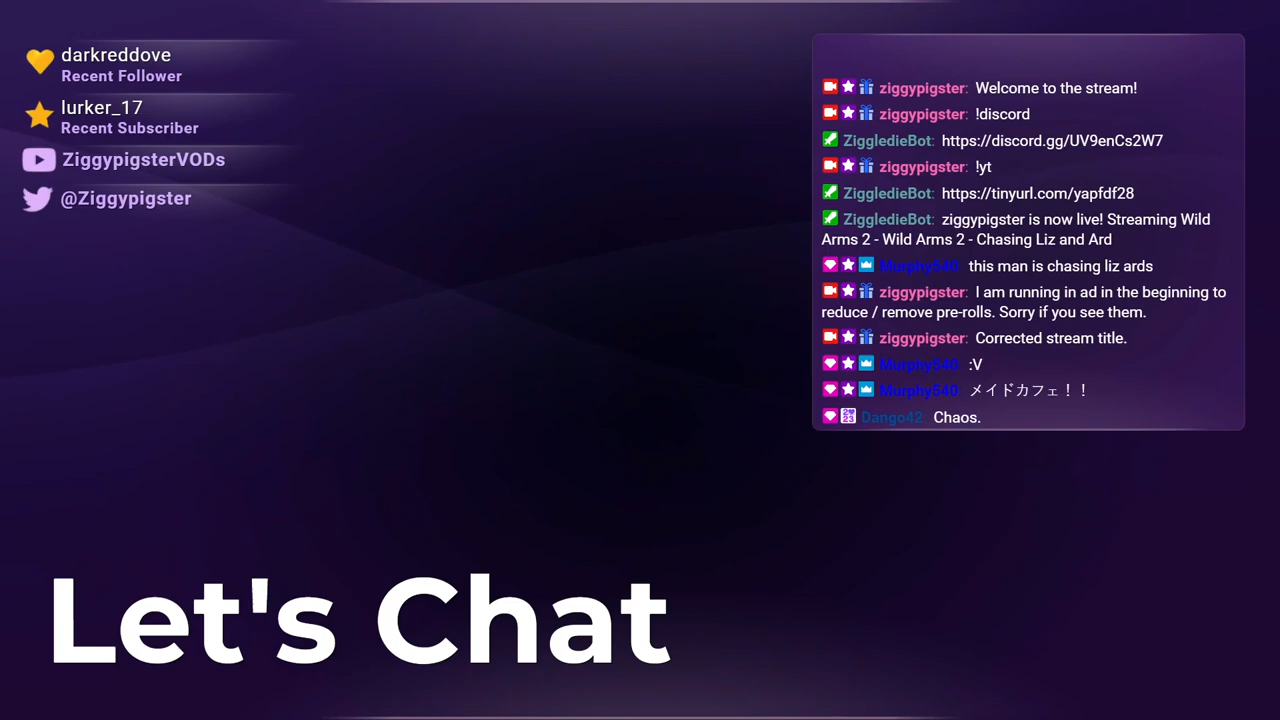 darkreddove
Recent Follower
lurker_17
Recent Subscriber
ZiggypigsterVODs
@Ziggypigster
ziggypigster: Welcome to the stream!
ziggypigster: !discord
ZiggledieBot: https://discord.gg/UV9enCs2W7
ziggypigster: !yt
ZiggledieBot: https://tinyurl.com/yapfdf28
ZiggledieBot: ziggypigster is now live! Streaming Wild
Arms 2 - Wild Arms 2 - Chasing Liz and Ard
Murphy540 this man is chasing liz ards
ziggypigster: I am running in ad in the beginning to
reduce / remove pre-rolls. Sorry if you see them.
ziggypigster: Corrected stream title.
Murphy540 :V
Murphy540 メイドカフェ！！
Dango42 Chaos.
Let's Chat